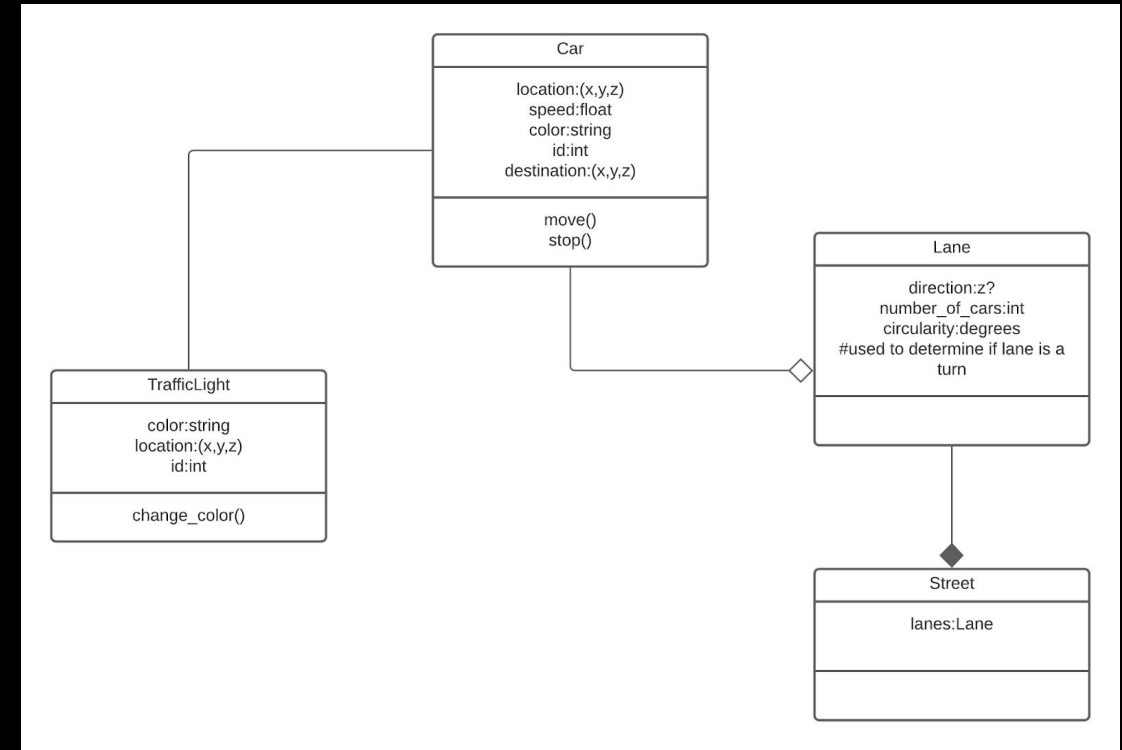 Car
location:(x,y,z)
speed:float
color:string
id:int
destination:(x,y,z)
move()
stop()
Lane
direction:z?
number_of_cars:int
circularity:degrees
#used to determine if lane is a
turn
TrafficLight
color:string
location:(x,y,z)
id:int
change_color()
Street
lanes:Lane